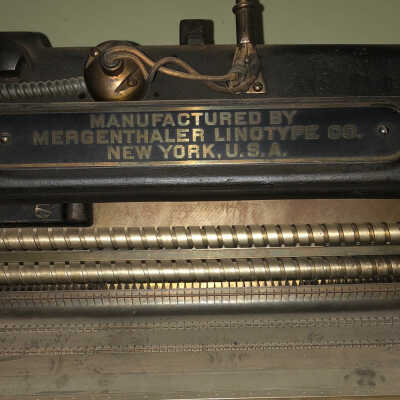 MANUFACTURED BY
MERGENTHALER LINOTYPE CO.
NEW YORK, U.S.A.